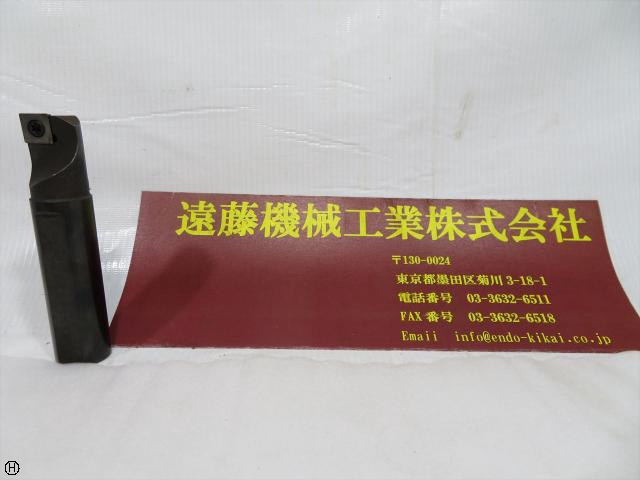 遠藤機械工業株式会社
〒130-0024
東京都墨田区菊川3-18-1
電話番号 03-3632-6511
FAX番号 03-3632-6518
Emaii info@endo-kikai.co.jp
H